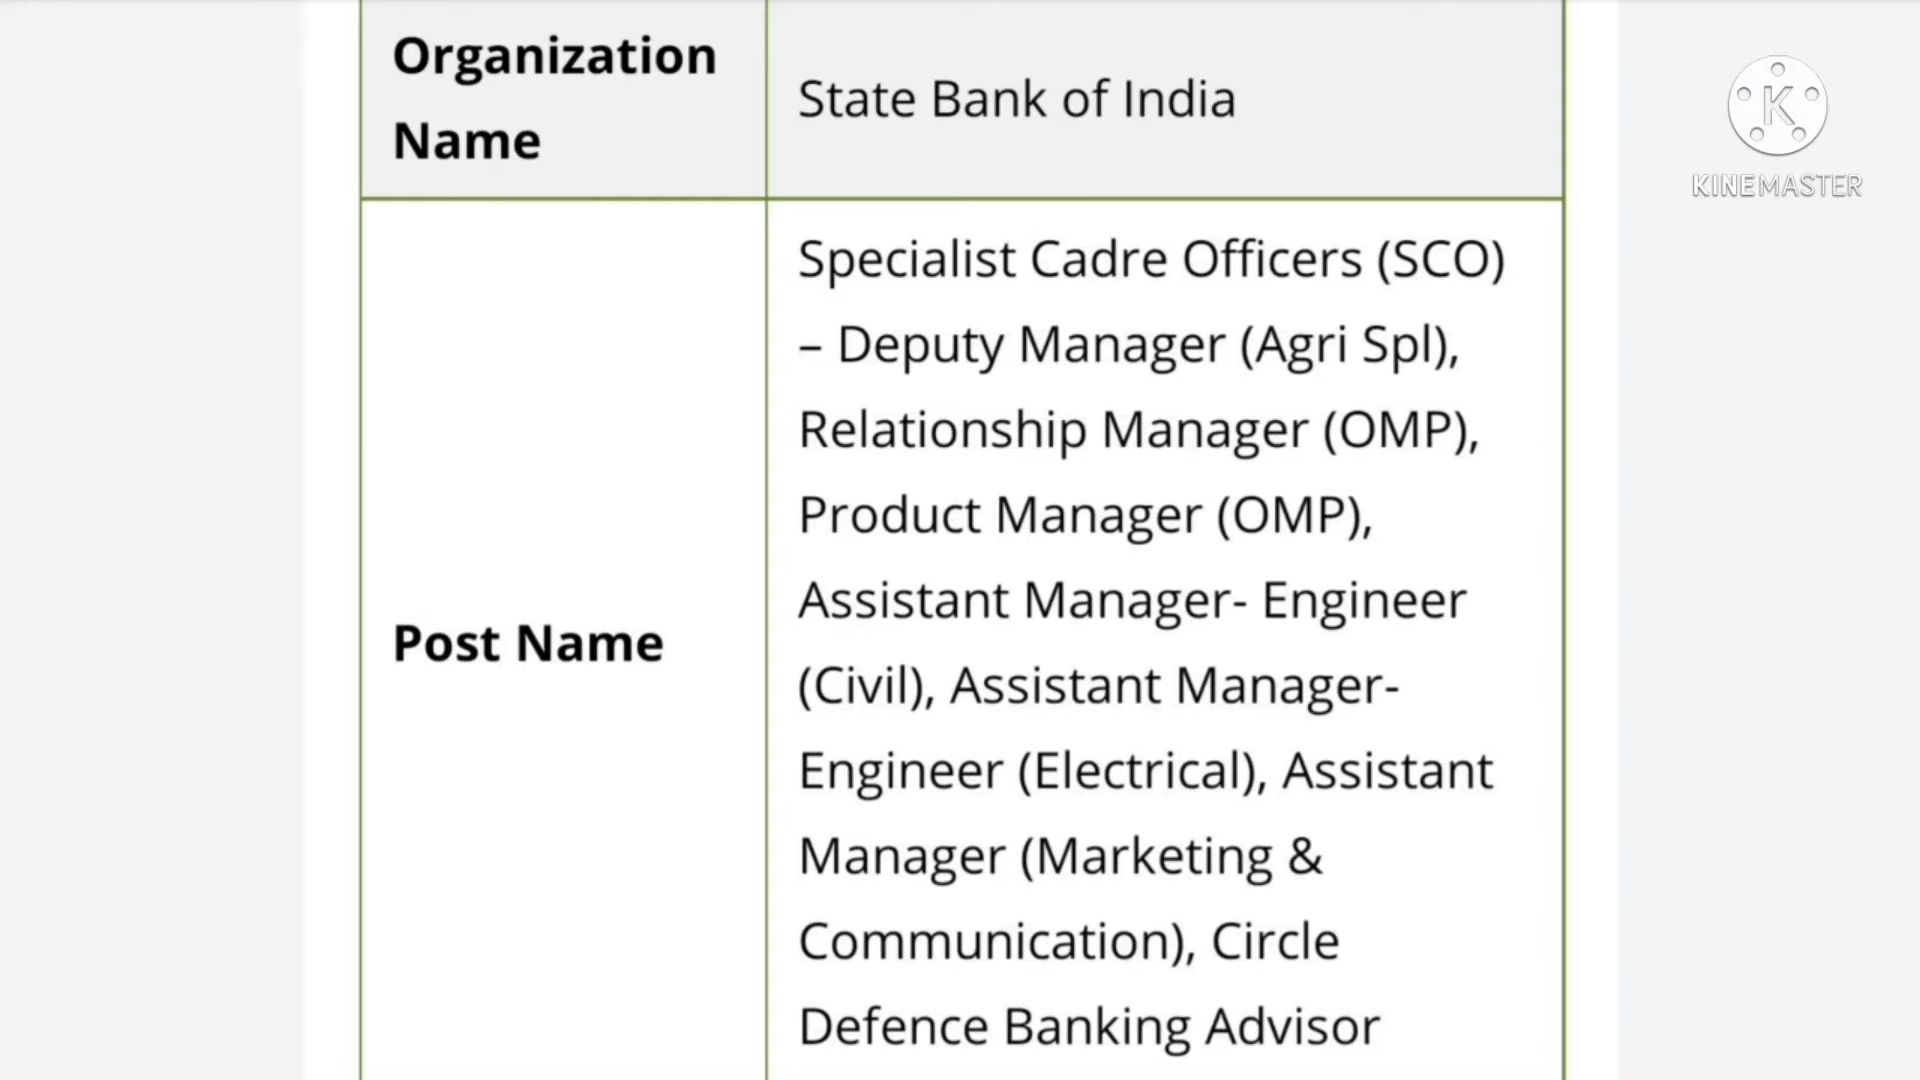 Organization
Name
State Bank of India
Post Name
Specialist Cadre Officers (SCO)
– Deputy Manager (Agri Spl),
Relationship Manager (OMP),
Product Manager (OMP),
Assistant Manager- Engineer
(Civil), Assistant Manager-
Engineer (Electrical), Assistant
Manager (Marketing &
Communication), Circle
Defence Banking Advisor
K
KINEMASTER